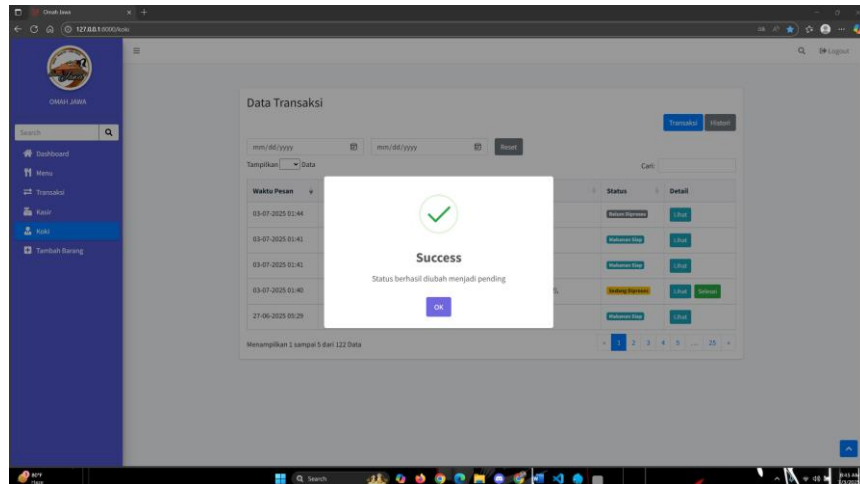 Omah Jawa
127.0.0.1:8000/koki
Logout
OMAH JAWA
Search
Dashboard
Menu
Transaksi
Kasir
Koki
Tambah Barang
Data Transaksi
Transaksi Histori
mm/dd/yyyy mm/dd/yyyy Reset
Tampilkan Data Cari:
Waktu Pesan Status Detail
03-07-2025 01:44 Belum Diproses Lihat
03-07-2025 01:41 Makanan Siap Lihat
03-07-2025 01:41 Makanan Siap Lihat
03-07-2025 01:40 Sedang Diproses Lihat Selesai
27-06-2025 05:29 Makanan Siap Lihat
Success
Status berhasil diubah menjadi pending
OK
Menampilkan 1 sampai 5 dari 122 Data
« 1 2 3 4 5 ... 25 »
80°F
Search